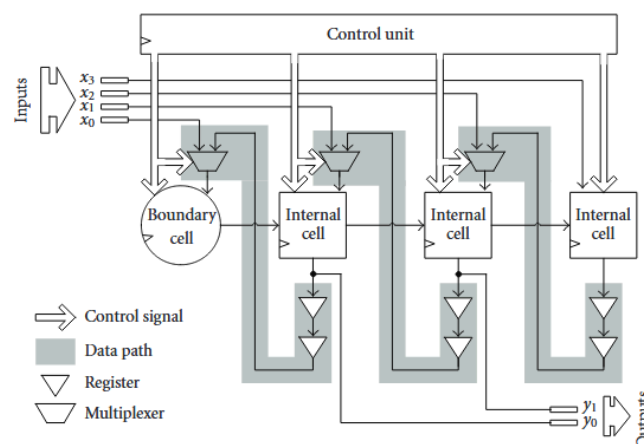 Control unit
Inputs
x3
x2
x1
x0
Boundary
cell
Internal
cell
Internal
cell
Internal
cell
Control signal
Data path
Register
Multiplexer
y1
y0
Outputs